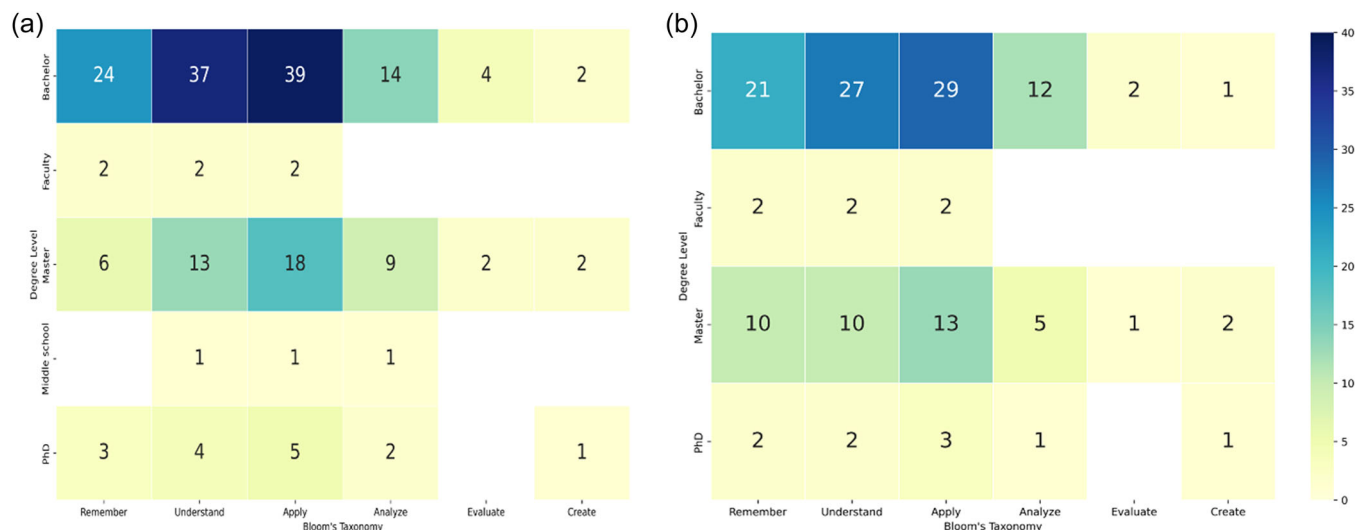 (a)
Degree Level
Bachelor
24 37 39 14 4 2
Faculty
2 2 2
Master
6 13 18 9 2 2
Middle school
1 1 1
PhD
3 4 5 2 1
Remember Understand Apply Analyze Evaluate Create
Bloom's Taxonomy
(b)
Degree Level
Bachelor
21 27 29 12 2 1
Faculty
2 2 2
Master
10 10 13 5 1 2
PhD
2 2 3 1 1
Remember Understand Apply Analyze Evaluate Create
Bloom's Taxonomy
40
35
30
25
20
15
10
5
0